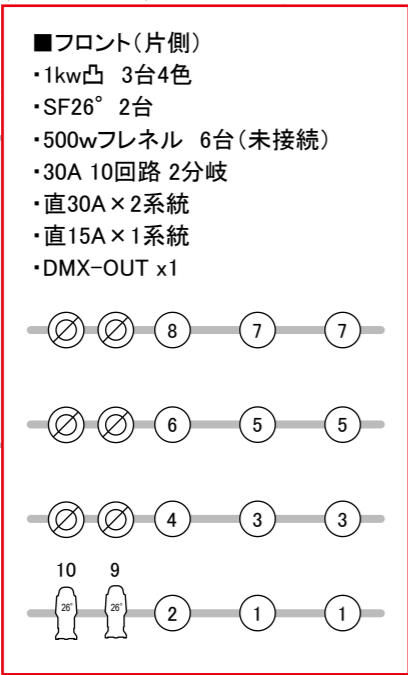 ■フロント(片側)
・1kw凸 3台4色
・SF26° 2台
・500wフレネル 6台(未接続)
・30A 10回路 2分岐
・直30A×2系統
・直15A×1系統
・DMX-OUT x1
8 7 7
6 5 5
4 3 3
10 9
26° 26° 2 1 1